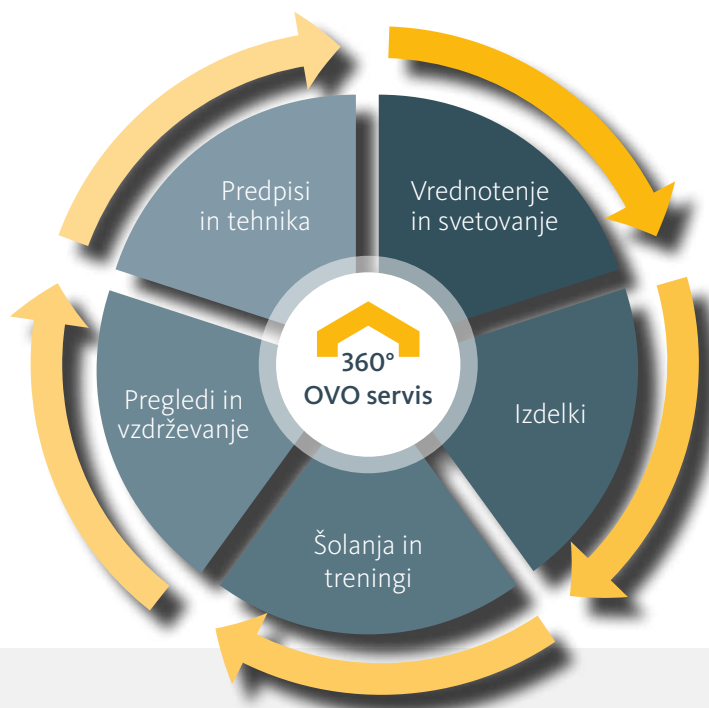 Predpisi
in tehnika
Vrednotenje
in svetovanje
360°
OVO servis
Pregledi in
vzdrževanje
Izdelki
Šolanja in
treningi